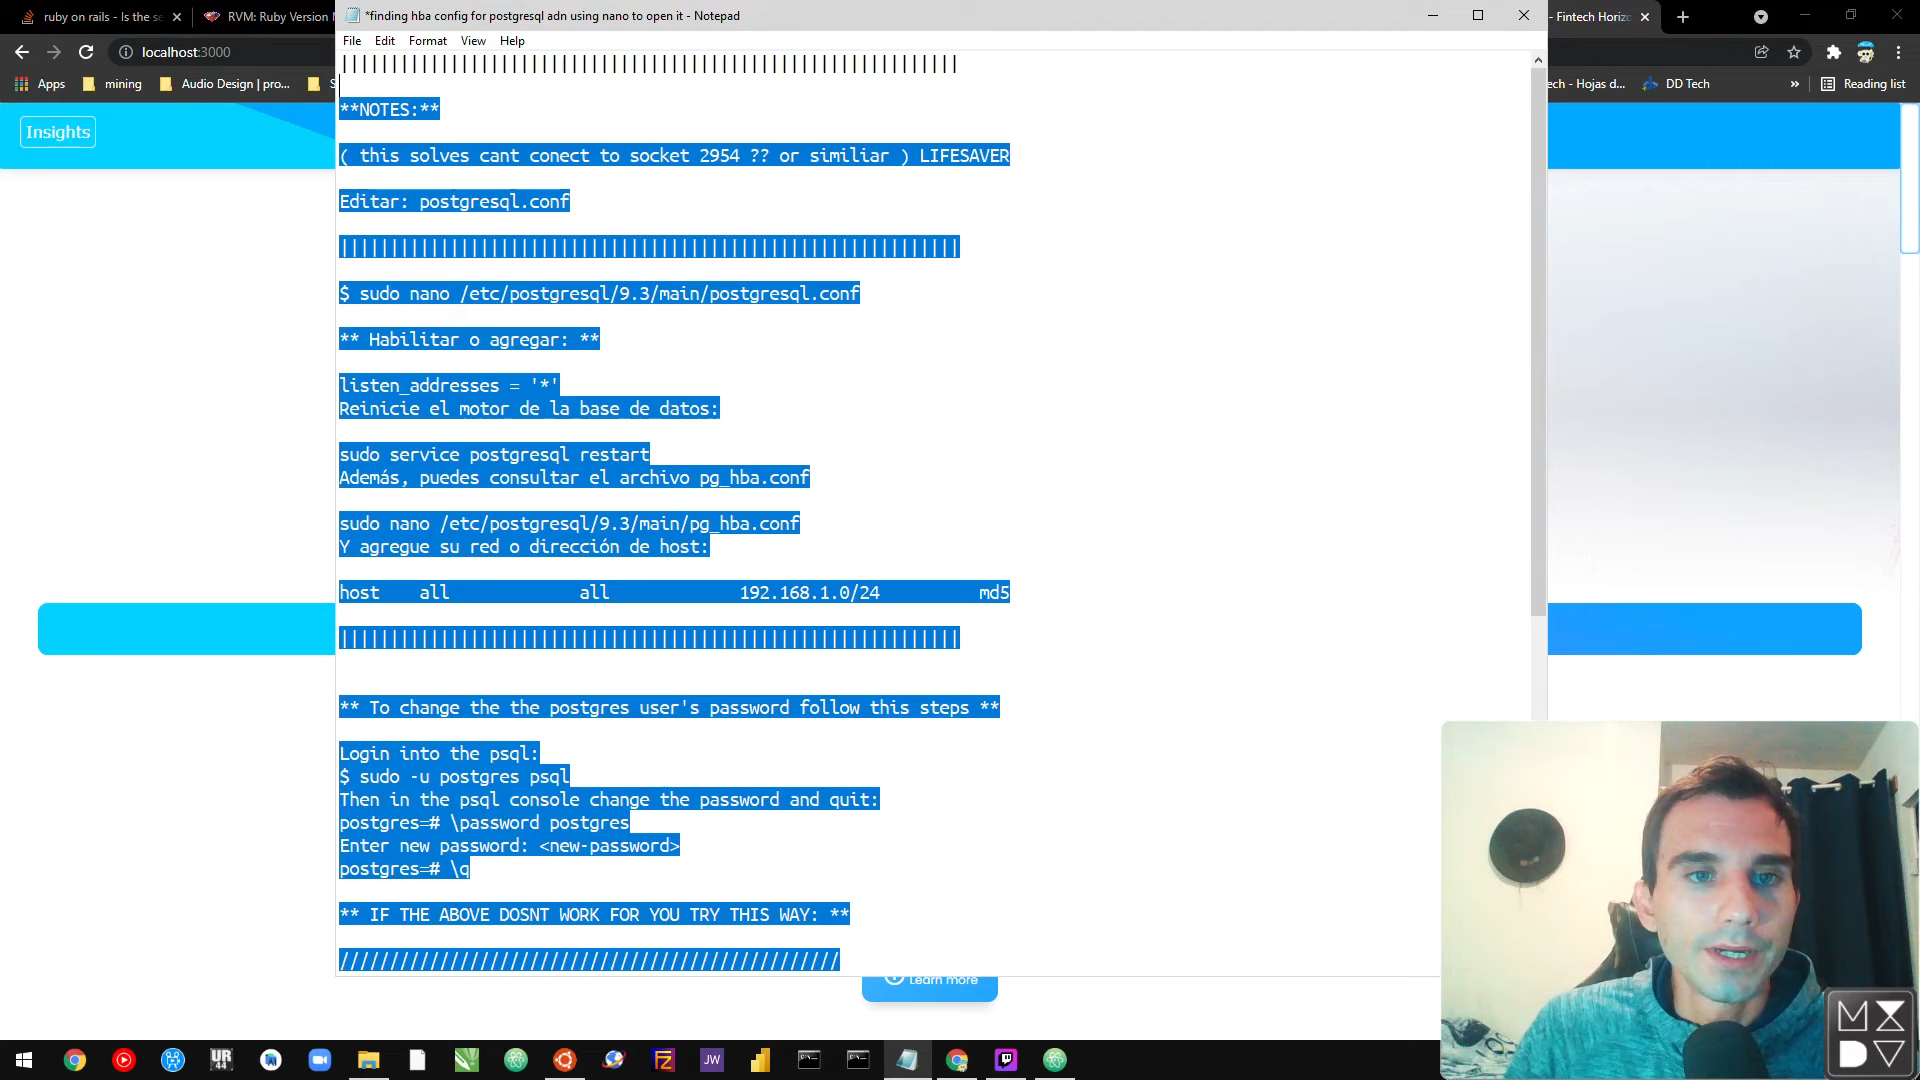 ruby on rails - Is the se
RVM: Ruby Version
*finding hba config for postgresql adn using nano to open it - Notepad
- Fintech Horizo
File Edit Format View Help
localhost:3000
Apps
mining
Audio Design | pro...
ech - Hojas d...
DD Tech
»
Reading list
Insights
||||||||||||||||||||||||||||||||||||||||||||||||||||||||||||||
**NOTES:**
( this solves cant conect to socket 2954 ?? or similiar ) LIFESAVER
Editar: postgresql.conf
||||||||||||||||||||||||||||||||||||||||||||||||||||||||||||||
$ sudo nano /etc/postgresql/9.3/main/postgresql.conf
** Habilitar o agregar: **
listen_addresses = '*'
Reinicie el motor de la base de datos:
sudo service postgresql restart
Además, puedes consultar el archivo pg_hba.conf
sudo nano /etc/postgresql/9.3/main/pg_hba.conf
Y agregue su red o dirección de host:
host all all 192.168.1.0/24 md5
||||||||||||||||||||||||||||||||||||||||||||||||||||||||||||||
** To change the the postgres user's password follow this steps **
Login into the psql:
$ sudo -u postgres psql
Then in the psql console change the password and quit:
postgres=# \password postgres
Enter new password: <new-password>
postgres=# \q
** IF THE ABOVE DOSNT WORK FOR YOU TRY THIS WAY: **
//////////////////////////////////////////////////
Learn more
UR
44
FZ
JW